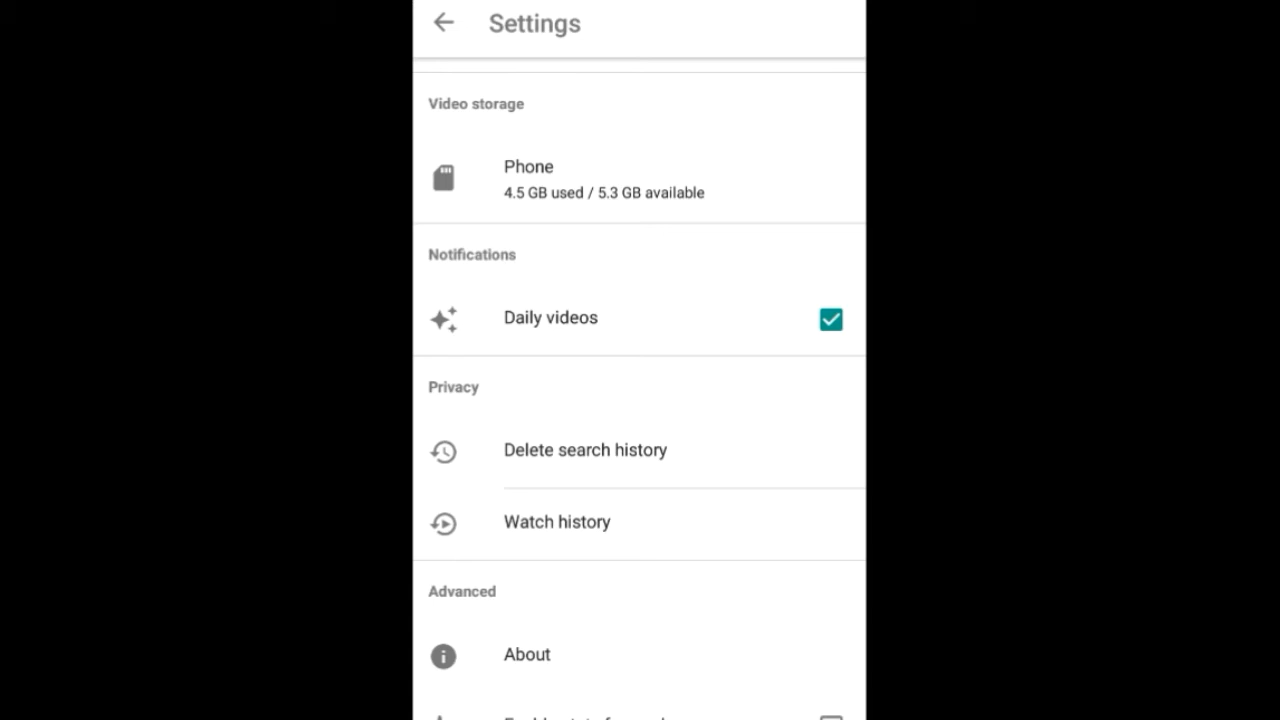 Settings
Video storage
Phone
4.5 GB used / 5.3 GB available
Notifications
Daily videos
Privacy
Delete search history
Watch history
Advanced
About